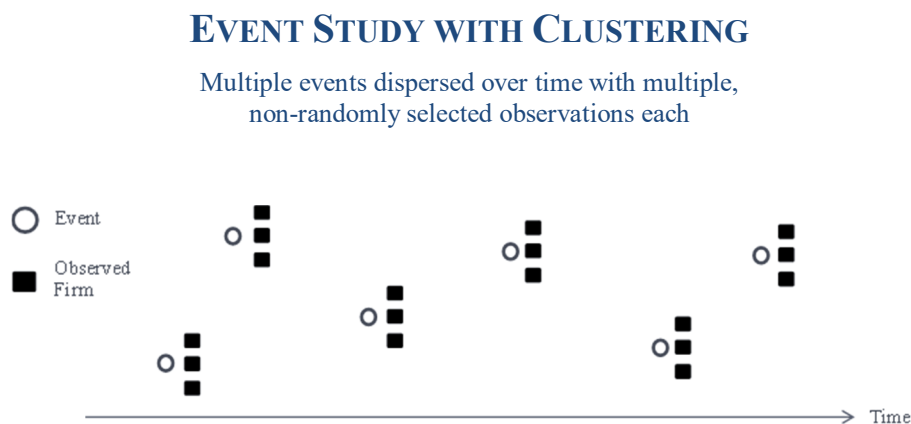 EVENT STUDY WITH CLUSTERING
Multiple events dispersed over time with multiple,
non-randomly selected observations each
Event
Observed
Firm
Time